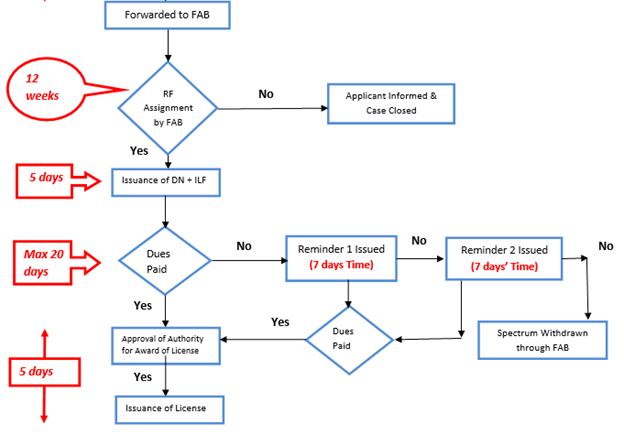 Forwarded to FAB
12
weeks
RF
Assignment
by FAB
No
Applicant Informed &
Case Closed
Yes
5 days
Issuance of DN + ILF
Max 20
days
Dues
Paid
No
Reminder 1 Issued
(7 days Time)
No
Reminder 2 Issued
(7 days’ Time)
No
Yes
Approval of Authority
for Award of License
Yes
Dues
Paid
Spectrum Withdrawn
through FAB
5 days
Yes
Issuance of License